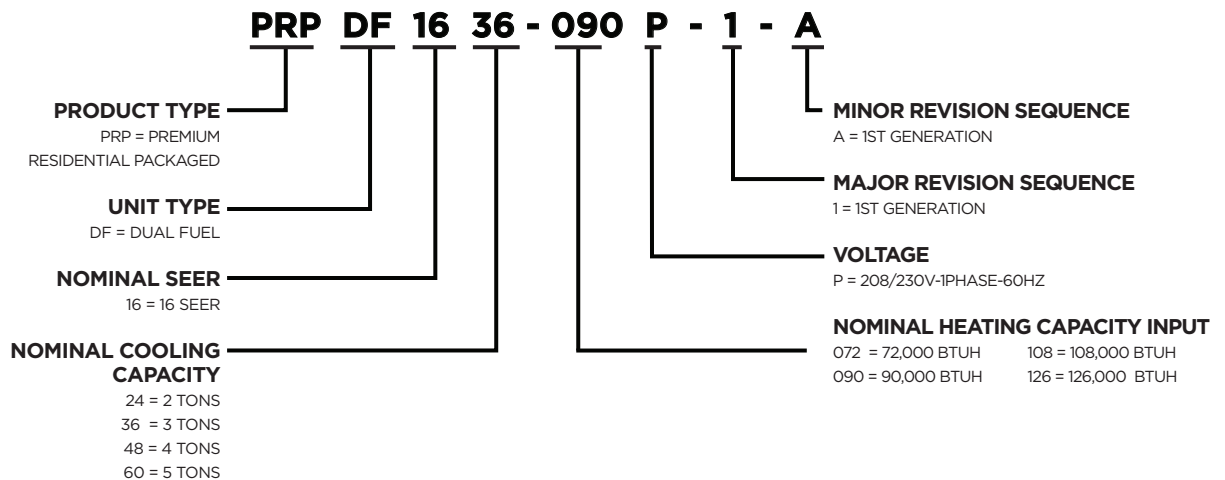 PRP DF 16 36 - 090 P - 1 - A
PRODUCT TYPE
PRP = PREMIUM
RESIDENTIAL PACKAGED
UNIT TYPE
DF = DUAL FUEL
NOMINAL SEER
16 = 16 SEER
NOMINAL COOLING
CAPACITY
24 = 2 TONS
36 = 3 TONS
48 = 4 TONS
60 = 5 TONS
MINOR REVISION SEQUENCE
A = 1ST GENERATION
MAJOR REVISION SEQUENCE
1 = 1ST GENERATION
VOLTAGE
P = 208/230V-1PHASE-60HZ
NOMINAL HEATING CAPACITY INPUT
072 = 72,000 BTUH 108 = 108,000 BTUH
090 = 90,000 BTUH 126 = 126,000 BTUH